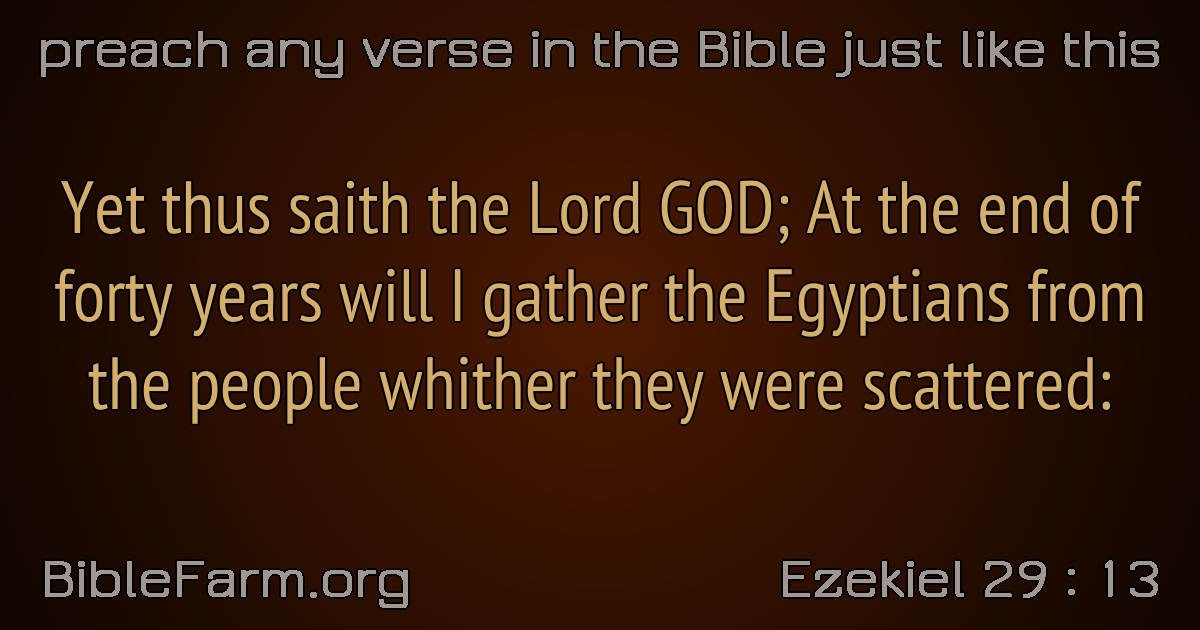 preach any verse in the Bible just like this
Yet thus saith the Lord GOD; At the end of
forty years will I gather the Egyptians from
the people whither they were scattered:
BibleFarm.org
Ezekiel 29 : 13